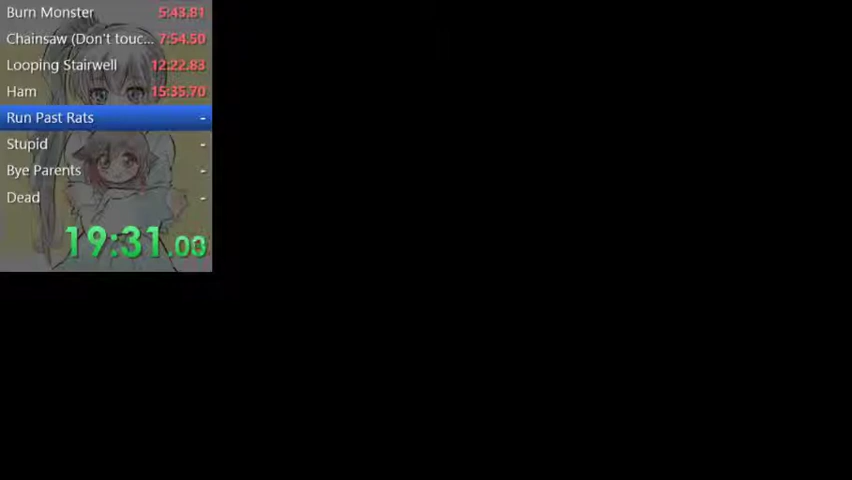 Burn Monster 5:43.81
Chainsaw (Don't touc... 7:54.50
Looping Stairwell 12:22.83
Ham 15:35.70
Run Past Rats -
Stupid -
Bye Parents -
Dead -
19:31.00